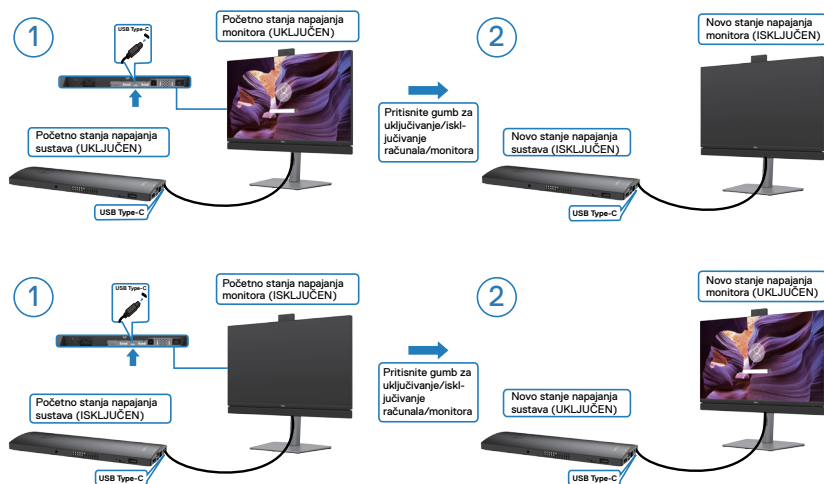 1
USB Type-C
Početno stanja napajanja
monitora (UKLJUČEN)
Početno stanja napajanja
sustava (UKLJUČEN)
USB Type-C
Pritisnite gumb za
uključivanje/iskl-
jučivanje
računala/monitora
2
Novo stanje napajanja
monitora (ISKLJUČEN)
Novo stanje napajanja
sustava (ISKLJUČEN)
USB Type-C
1
USB Type-C
Početno stanja napajanja
monitora (ISKLJUČEN)
Početno stanja napajanja
sustava (ISKLJUČEN)
USB Type-C
Pritisnite gumb za
uključivanje/iskl-
jučivanje
računala/monitora
2
Novo stanje napajanja
monitora (UKLJUČEN)
Novo stanje napajanja
sustava (UKLJUČEN)
USB Type-C